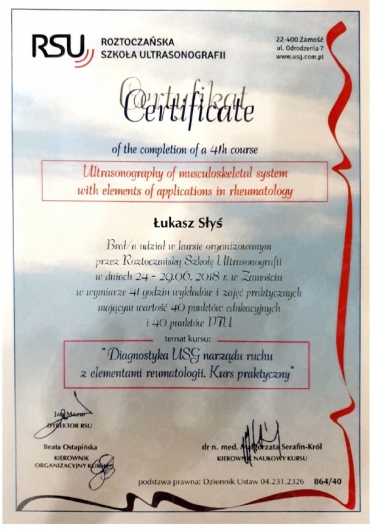 RSU ROZTOCZAŃSKA
SZKOŁA ULTRASONOGRAFII
22-400 Zamość
ul. Odrodzenia 7
www.usg.com.pl
Certyfikat
Certificate
of the completion of a 4th course
Ultrasonography of musculoskeletal system
with elements of applications in rheumatology
Łukasz Słyś
Brał/a udział w kursie organizowanym
przez Roztoczańską Szkołę Ultrasonografii
w dniach 24 - 29.06. 2018 r. w Zamościu
w wymiarze 41 godzin wykładów i zajęć praktycznych
mającym wartość 40 punktów edukacyjnych
i 40 punktów PTU
temat kursu:
"Diagnostyka USG narządu ruchu
z elementami reumatologii. Kurs praktyczny"
Mazur
DYREKTOR RSU
Beata Ostapińska
KIEROWNIK
ORGANIZACYJNY KURSU
dr n. med. Małgorzata Serafin-Król
KIEROWNIK NAUKOWY KURSU
podstawa prawna: Dziennik Ustaw 04.231.2326 864/40